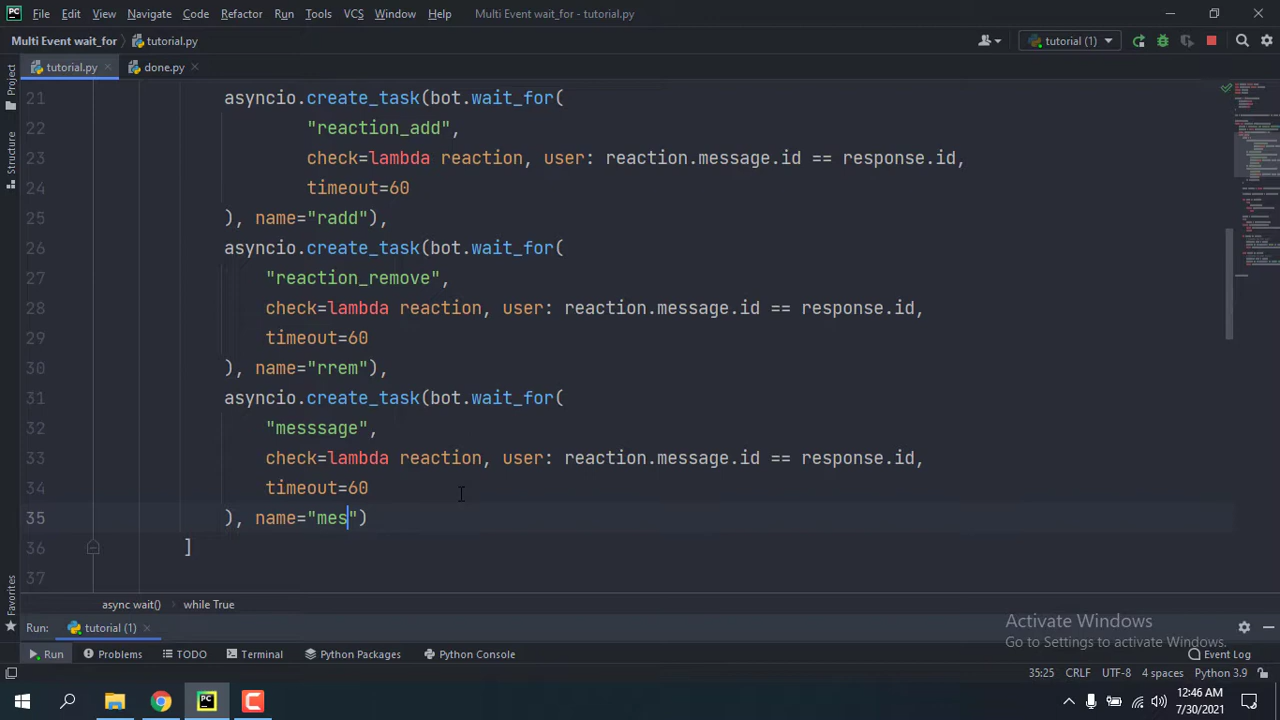 File Edit View Navigate Code Refactor Run Tools VCS Window Help Multi Event wait_for - tutorial.py
Multi Event wait_for tutorial.py tutorial (1)
tutorial.py done.py
Project
Structure
Favorites
21 asyncio.create_task(bot.wait_for(
22 "reaction_add",
23 check=lambda reaction, user: reaction.message.id == response.id,
24 timeout=60
25 ), name="radd"),
26 asyncio.create_task(bot.wait_for(
27 "reaction_remove",
28 check=lambda reaction, user: reaction.message.id == response.id,
29 timeout=60
30 ), name="rrem"),
31 asyncio.create_task(bot.wait_for(
32 "messsage",
33 check=lambda reaction, user: reaction.message.id == response.id,
34 timeout=60
35 ), name="mes")
36 ]
37
async wait() while True
Activate Windows
Go to Settings to activate Windows.
Run: tutorial (1)
Run Problems TODO Terminal Python Packages Python Console Event Log
35:25 CRLF UTF-8 4 spaces Python 3.9
12:46 AM
7/30/2021